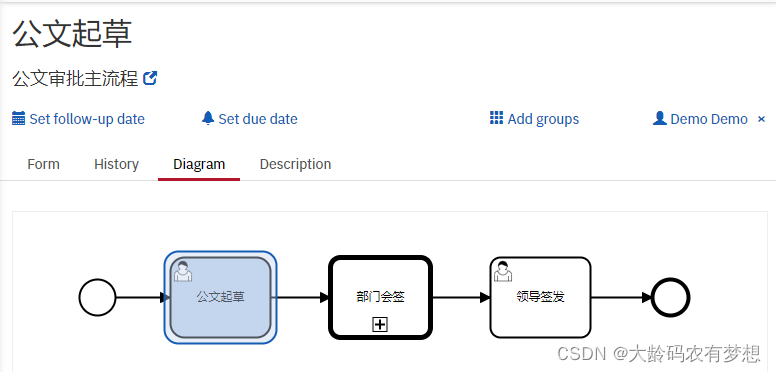 公文起草
公文审批主流程
Set follow-up date Set due date Add groups Demo Demo ×
Form History Diagram Description
公文起草 部门会签 领导签发
CSDN @大龄码农有梦想